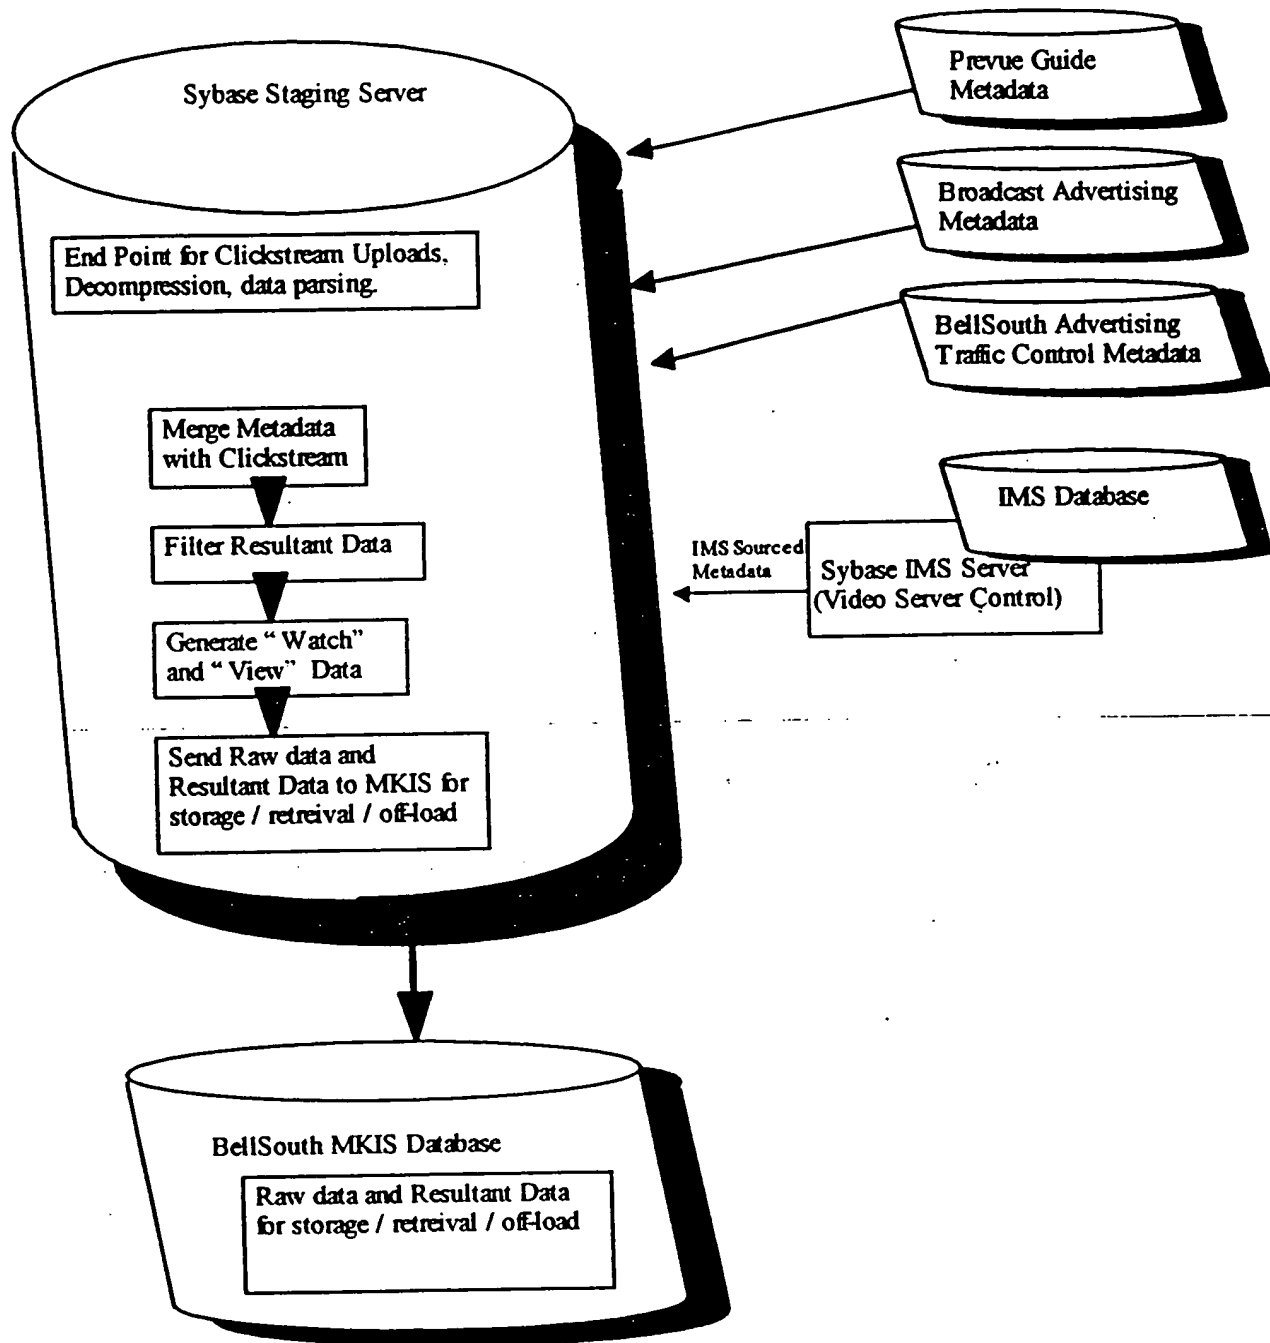 Sybase Staging Server
End Point for Clickstream Uploads,
Decompression, data parsing.
Merge Metadata
with Clickstream
Filter Resultant Data
Generate “ Watch”
and “ View” Data
Send Raw data and
Resultant Data to MKIS for
storage / retreival / off-load
Prevue Guide
Metadata
Broadcast Advertising
Metadata
BellSouth Advertising
Traffic Control Metadata
IMS Database
IMS Sourced
Metadata
Sybase IMS Server
(Video Server Control)
BellSouth MKIS Database
Raw data and Resultant Data
for storage / retreival / off-load